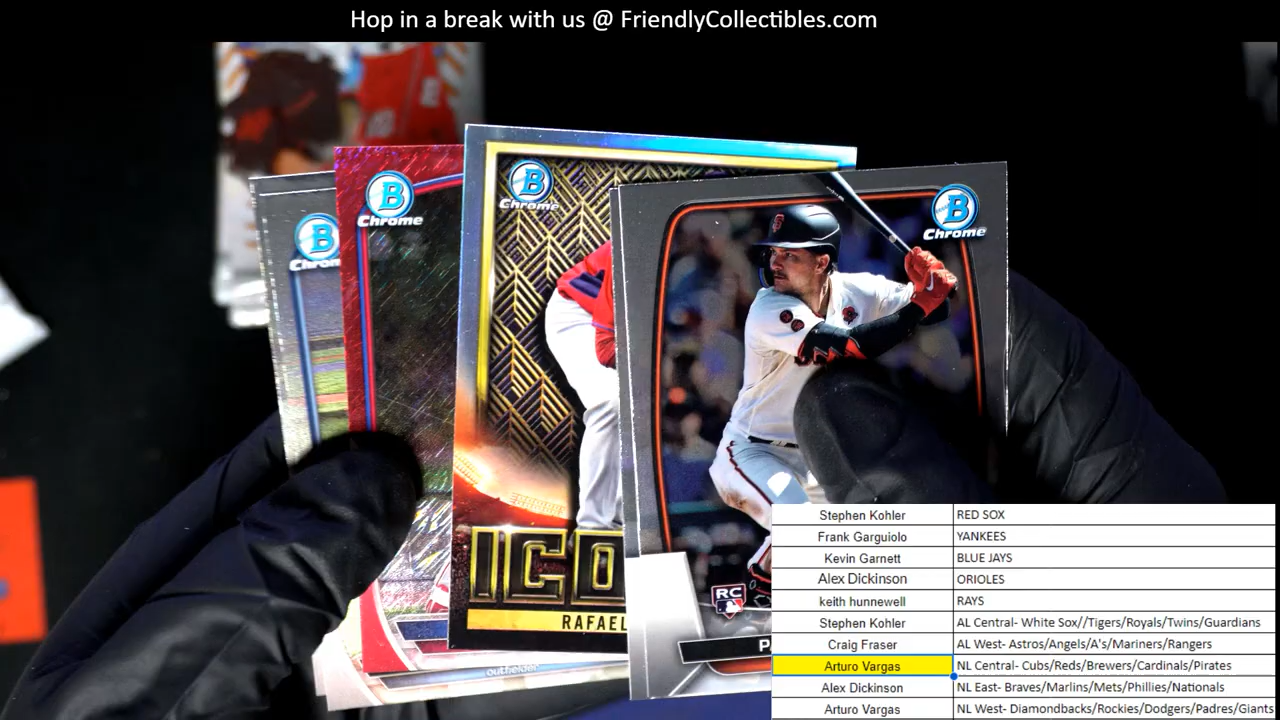 Hop in a break with us @ FriendlyCollectibles.com
B
Chrome
B
Chrome
B
Chrome
B
Chrome
ICO
RAFAEL
outfielder
RC
P
Stephen Kohler RED SOX
Frank Garguiolo YANKEES
Kevin Garnett BLUE JAYS
Alex Dickinson ORIOLES
keith hunnewell RAYS
Stephen Kohler AL Central- White Sox//Tigers/Royals/Twins/Guardians
Craig Fraser AL West- Astros/Angels/A's/Mariners/Rangers
Arturo Vargas NL Central- Cubs/Reds/Brewers/Cardinals/Pirates
Alex Dickinson NL East- Braves/Marlins/Mets/Phillies/Nationals
Arturo Vargas NL West- Diamondbacks/Rockies/Dodgers/Padres/Giants